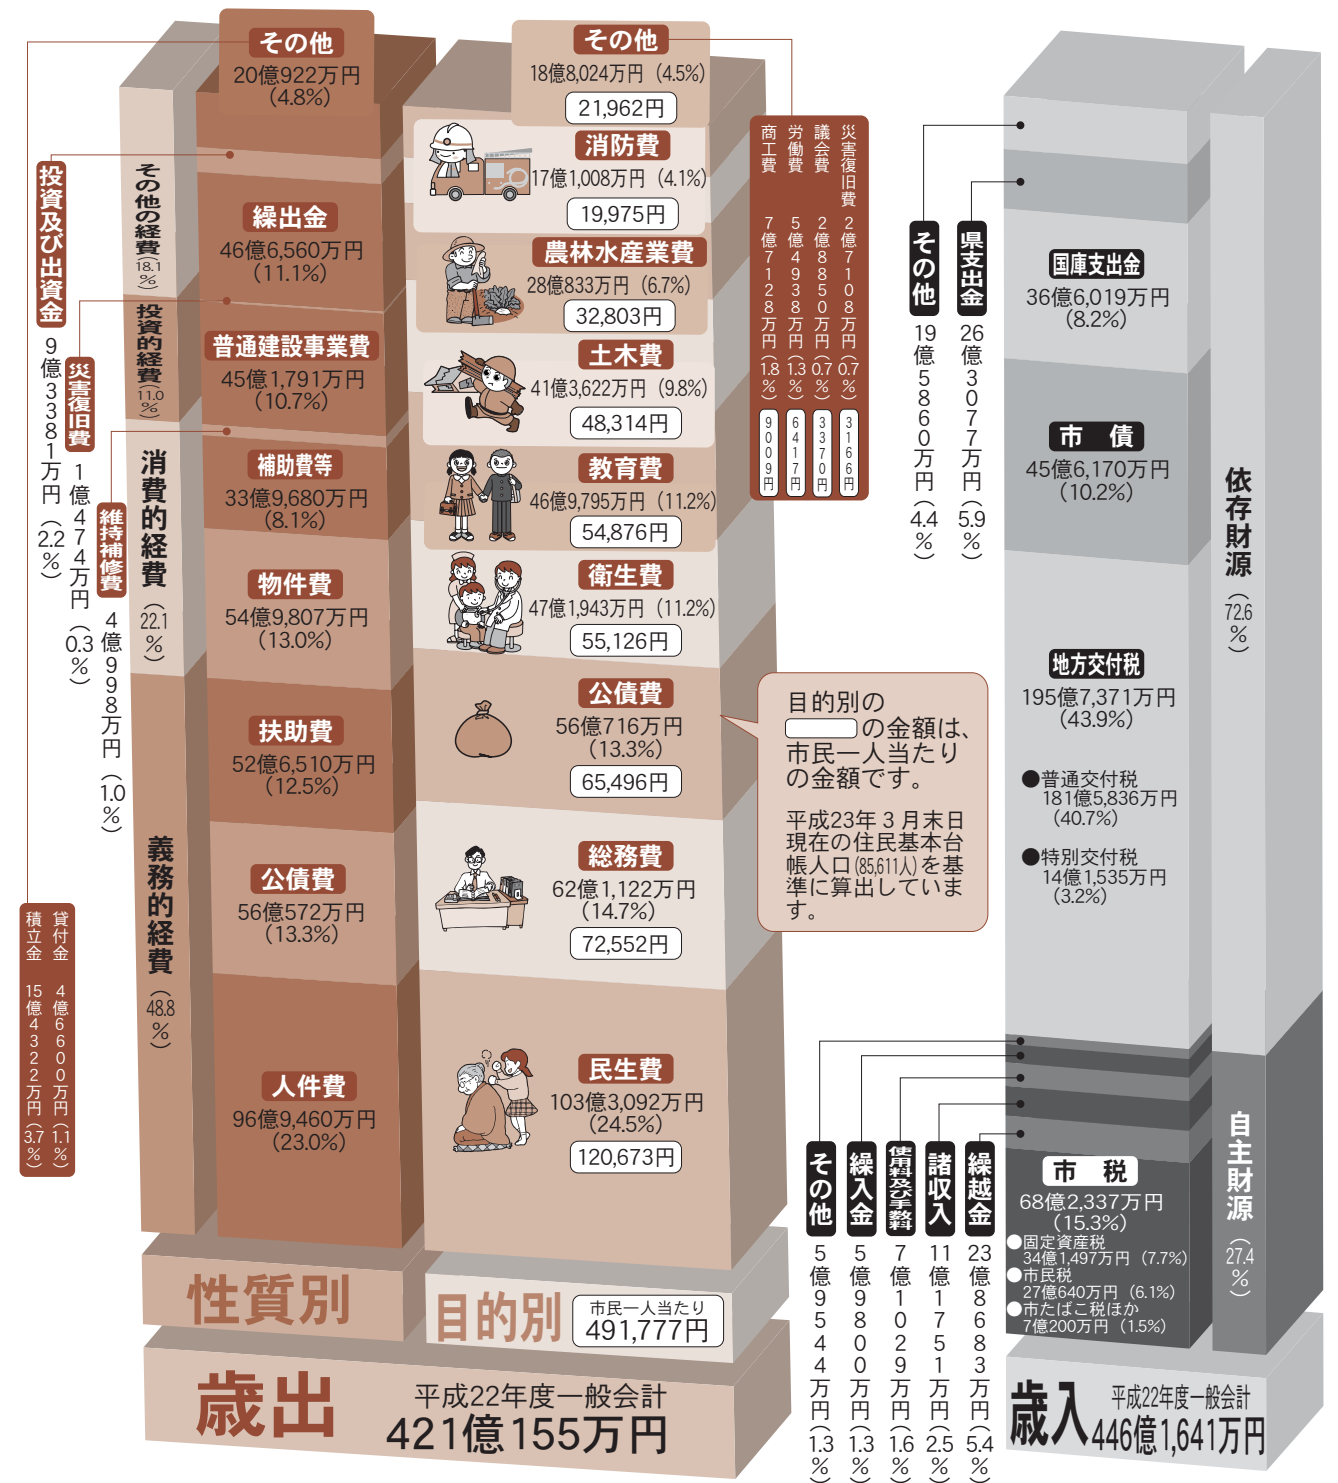 その他
20億922万円
(4.8%)
繰出金
46億6,560万円
(11.1%)
普通建設事業費
45億1,791万円
(10.7%)
補助費等
33億9,680万円
(8.1%)
物件費
54億9,807万円
(13.0%)
扶助費
52億6,510万円
(12.5%)
公債費
56億572万円
(13.3%)
人件費
96億9,460万円
(23.0%)
投資及び出資金
9億3381万円(2.2%)
災害復旧費
1億474万円(0.3%)
維持補修費
4億998万円(1.0%)
貸付金 4億6600万円(1.1%)
積立金 15億4322万円(3.7%)
その他の経費(18.1%)
投資的経費(11.0%)
消費的経費(22.1%)
義務的経費(48.8%)
性質別
その他
18億8,024万円(4.5%)
21,962円
消防費
17億1,008万円(4.1%)
19,975円
農林水産業費
28億833万円(6.7%)
32,803円
土木費
41億3,622万円(9.8%)
48,314円
教育費
46億9,795万円(11.2%)
54,876円
衛生費
47億1,943万円(11.2%)
55,126円
公債費
56億716万円
(13.3%)
65,496円
総務費
62億1,122万円
(14.7%)
72,552円
民生費
103億3,092万円
(24.5%)
120,673円
災害復旧費 2億7108万円(0.7%) 3166円
議会費 2億8850万円(0.7%) 3370円
労働費 5億4938万円(1.3%) 6417円
商工費 7億7128万円(1.8%) 9009円
目的別の
の金額は、
市民一人当たり
の金額です。
平成23年3月末日
現在の住民基本台
帳人口(85,611人)を基
準に算出していま
す。
目的別
市民一人当たり
491,777円
歳出
平成22年度一般会計
421億155万円
その他
19億5860万円(4.4%)
県支出金
26億3077万円(5.9%)
国庫支出金
36億6,019万円
(8.2%)
市債
45億6,170万円
(10.2%)
地方交付税
195億7,371万円
(43.9%)
●普通交付税
181億5,836万円
(40.7%)
●特別交付税
14億1,535万円
(3.2%)
依存財源(72.6%)
その他
5億9544万円(1.3%)
繰入金
5億9800万円(1.3%)
使用料及び手数料
7億1029万円(1.6%)
諸収入
11億1751万円(2.5%)
繰越金
23億8683万円(5.4%)
市税
68億2,337万円
(15.3%)
●固定資産税
34億1,497万円(7.7%)
●市民税
27億640万円(6.1%)
●市たばこ税ほか
7億200万円(1.5%)
自主財源(27.4%)
歳入
平成22年度一般会計
446億1,641万円